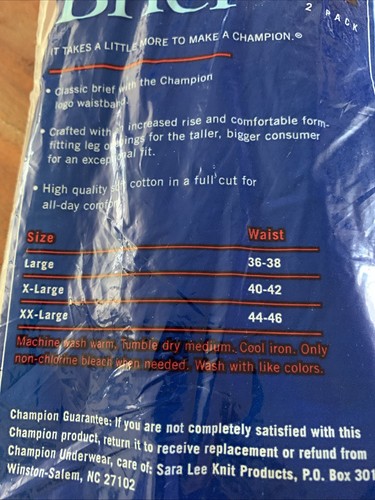 Brief
2 PACK
IT TAKES A LITTLE MORE TO MAKE A CHAMPION.®
• Classic brief with the Champion
logo waistband.
• Crafted with increased rise and comfortable form-
fitting leg openings for the taller, bigger consumer
for an exceptional fit.
• High quality soft cotton in a full cut for
all-day comfort.
Size Waist
Large 36-38
X-Large 40-42
XX-Large 44-46
Machine wash warm. Tumble dry medium. Cool iron. Only
non-chlorine bleach when needed. Wash with like colors.
Champion Guarantee: If you are not completely satisfied with this
Champion product, return it to receive replacement or refund from
Champion Underwear, care of: Sara Lee Knit Products, P.O. Box 301
Winston-Salem, NC 27102